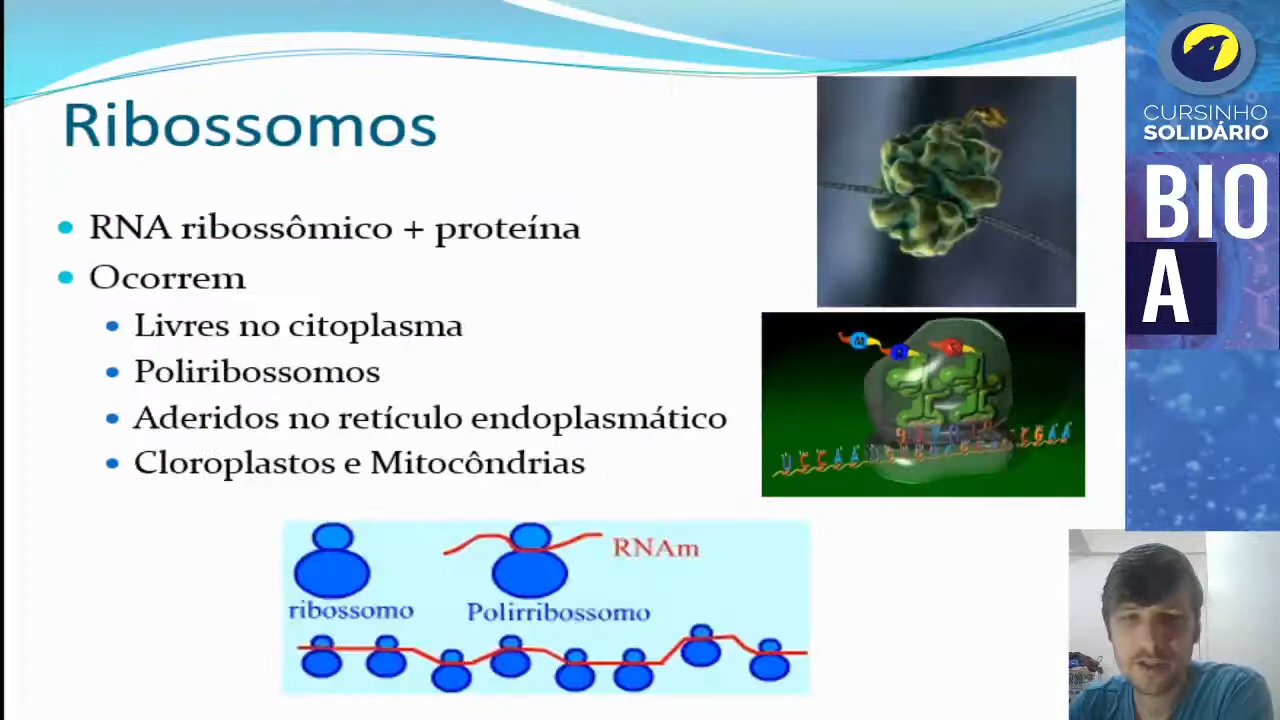 Ribossomos
RNA ribossômico + proteína
Ocorrem
Livres no citoplasma
Poliribossomos
Aderidos no retículo endoplasmático
Cloroplastos e Mitocôndrias
RNAm
ribossomo
Polirribossomo
CURSINHO
SOLIDÁRIO
BIO
A